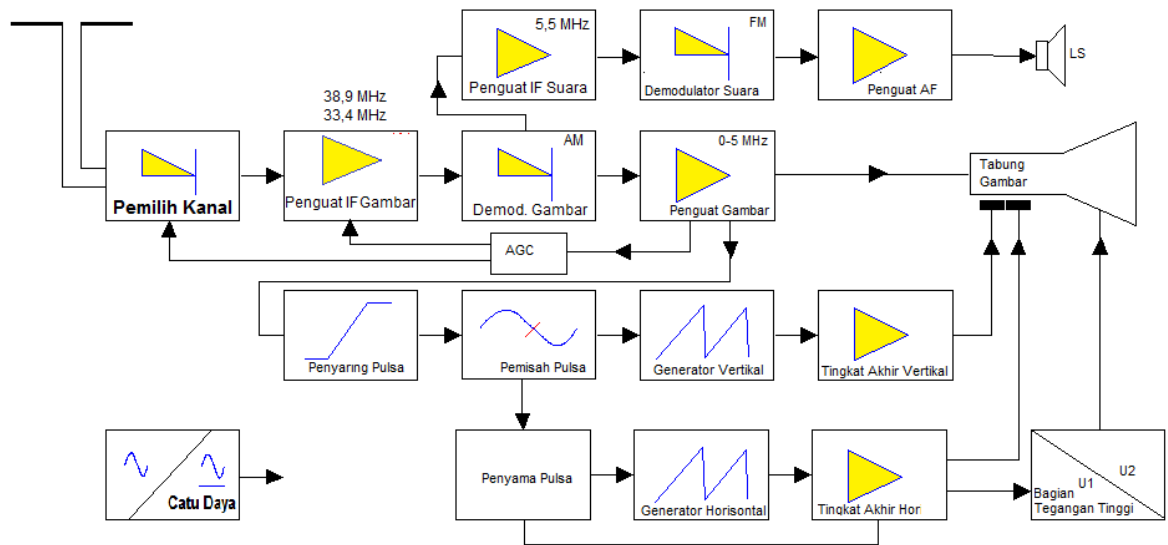 5,5 MHz
Penguat IF Suara
FM
Demodulator Suara
Penguat AF
LS
38,9 MHz
33,4 MHz
Pemilih Kanal
Penguat IF Gambar
AM
Demod. Gambar
0-5 MHz
Penguat Gambar
Tabung
Gambar
AGC
Penyaring Pulsa
Pemisah Pulsa
Generator Vertikal
Tingkat Akhir Vertikal
Catu Daya
Penyama Pulsa
Generator Horisontal
Tingkat Akhir Hori
U2
U1
Bagian
Tegangan Tinggi